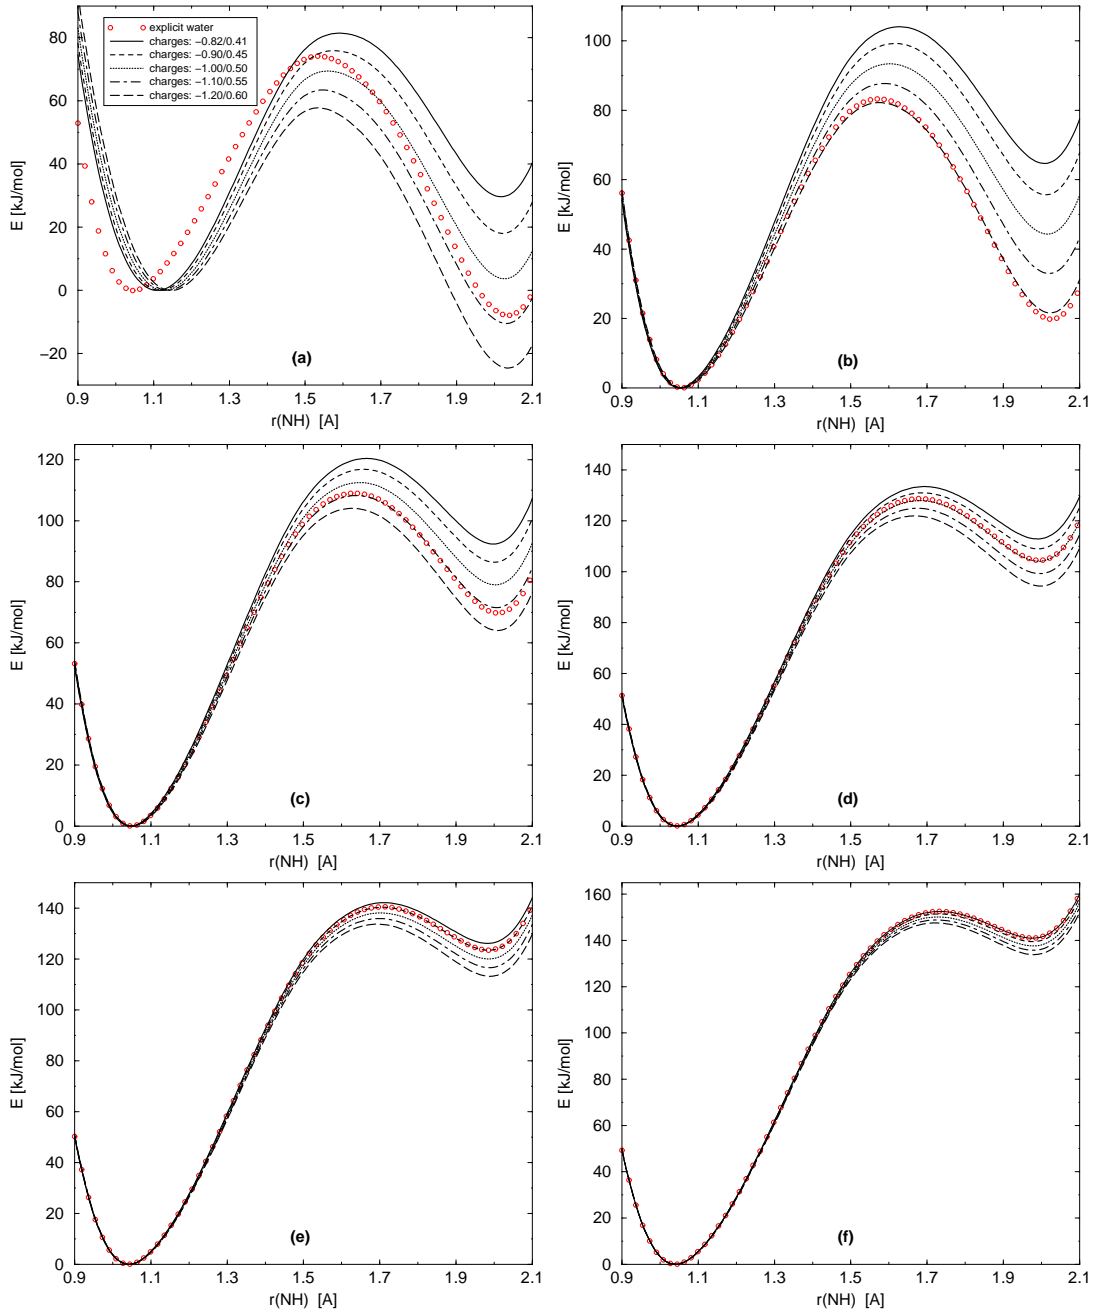 explicit water
charges: −0.82/0.41
charges: −0.90/0.45
charges: −1.00/0.50
charges: −1.10/0.55
charges: −1.20/0.60
80
60
40
20
0
−20
E [kJ/mol]
(a)
0.9 1.1 1.3 1.5 1.7 1.9 2.1
r(NH) [A]
100
80
60
40
20
0
E [kJ/mol]
(b)
0.9 1.1 1.3 1.5 1.7 1.9 2.1
r(NH) [A]
120
100
80
60
40
20
0
E [kJ/mol]
(c)
0.9 1.1 1.3 1.5 1.7 1.9 2.1
r(NH) [A]
140
120
100
80
60
40
20
0
E [kJ/mol]
(d)
0.9 1.1 1.3 1.5 1.7 1.9 2.1
r(NH) [A]
140
120
100
80
60
40
20
0
E [kJ/mol]
(e)
0.9 1.1 1.3 1.5 1.7 1.9 2.1
r(NH) [A]
160
140
120
100
80
60
40
20
0
E [kJ/mol]
(f)
0.9 1.1 1.3 1.5 1.7 1.9 2.1
r(NH) [A]